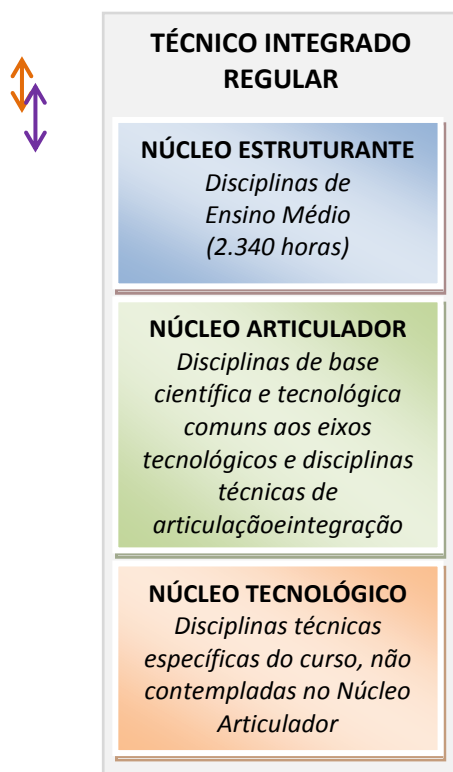 TÉCNICO INTEGRADO
REGULAR
NÚCLEO ESTRUTURANTE
Disciplinas de
Ensino Médio
(2.340 horas)
NÚCLEO ARTICULADOR
Disciplinas de base
científica e tecnológica
comuns aos eixos
tecnológicos e disciplinas
técnicas de
articulaçãoeintegração
NÚCLEO TECNOLÓGICO
Disciplinas técnicas
específicas do curso, não
contempladas no Núcleo
Articulador